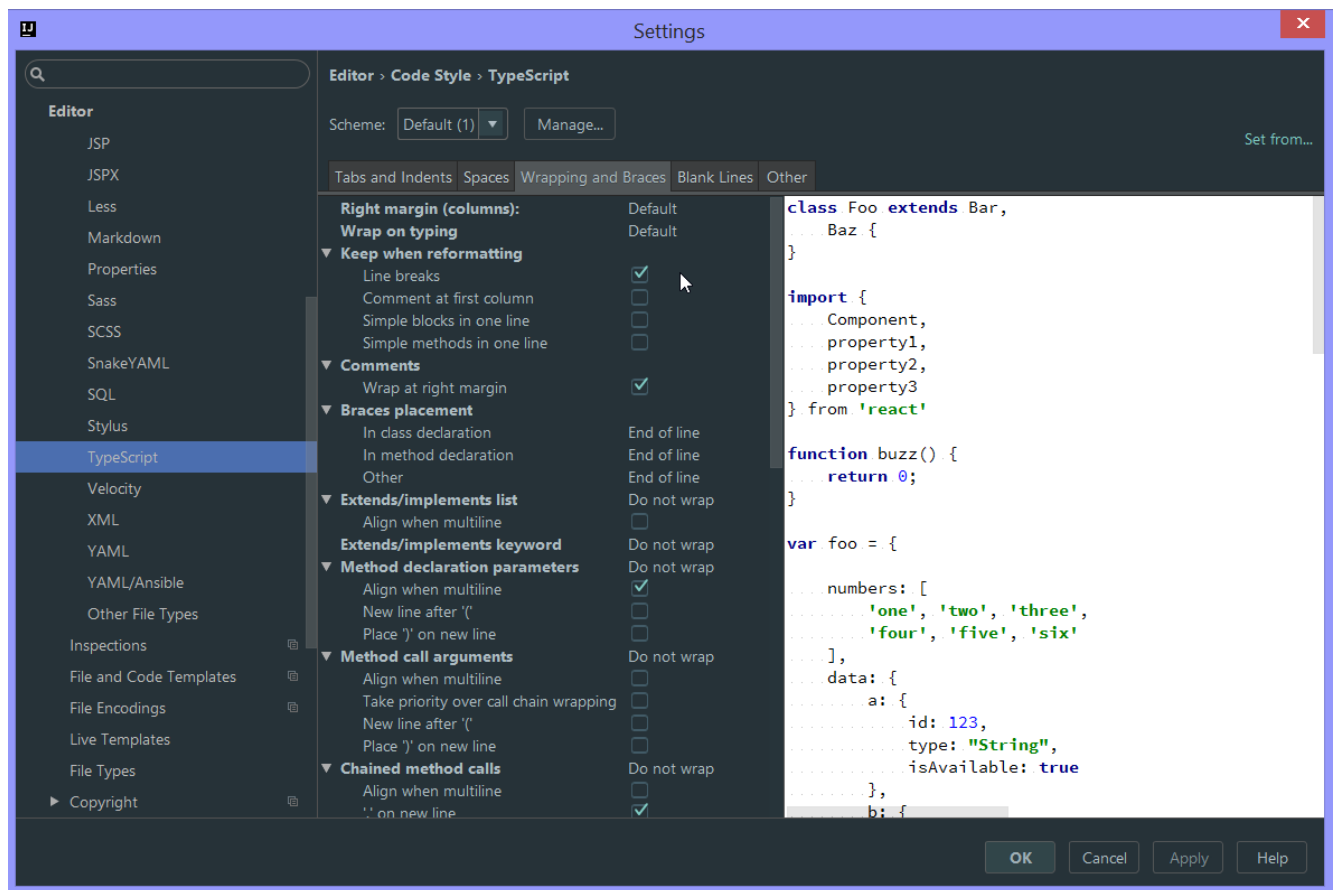 IJ
Settings
Editor › Code Style › TypeScript
Scheme: Default (1) Manage...
Set from...
Editor
JSP
JSPX
Less
Markdown
Properties
Sass
SCSS
SnakeYAML
SQL
Stylus
TypeScript
Velocity
XML
YAML
YAML/Ansible
Other File Types
Inspections
File and Code Templates
File Encodings
Live Templates
File Types
Copyright
Tabs and Indents Spaces Wrapping and Braces Blank Lines Other
Right margin (columns): Default
Wrap on typing Default
Keep when reformatting
Line breaks
Comment at first column
Simple blocks in one line
Simple methods in one line
Comments
Wrap at right margin
Braces placement
In class declaration End of line
In method declaration End of line
Other End of line
Extends/implements list Do not wrap
Align when multiline
Extends/implements keyword Do not wrap
Method declaration parameters Do not wrap
Align when multiline
New line after '('
Place ')' on new line
Method call arguments Do not wrap
Align when multiline
Take priority over call chain wrapping
New line after '('
Place ')' on new line
Chained method calls Do not wrap
Align when multiline
'.' on new line
class Foo extends Bar,
Baz {
}
import {
Component,
property1,
property2,
property3
} from 'react'
function buzz() {
return 0;
}
var foo = {
numbers: [
'one', 'two', 'three',
'four', 'five', 'six'
],
data: {
a: {
id: 123,
type: "String",
isAvailable: true
},
b: {
OK Cancel Apply Help